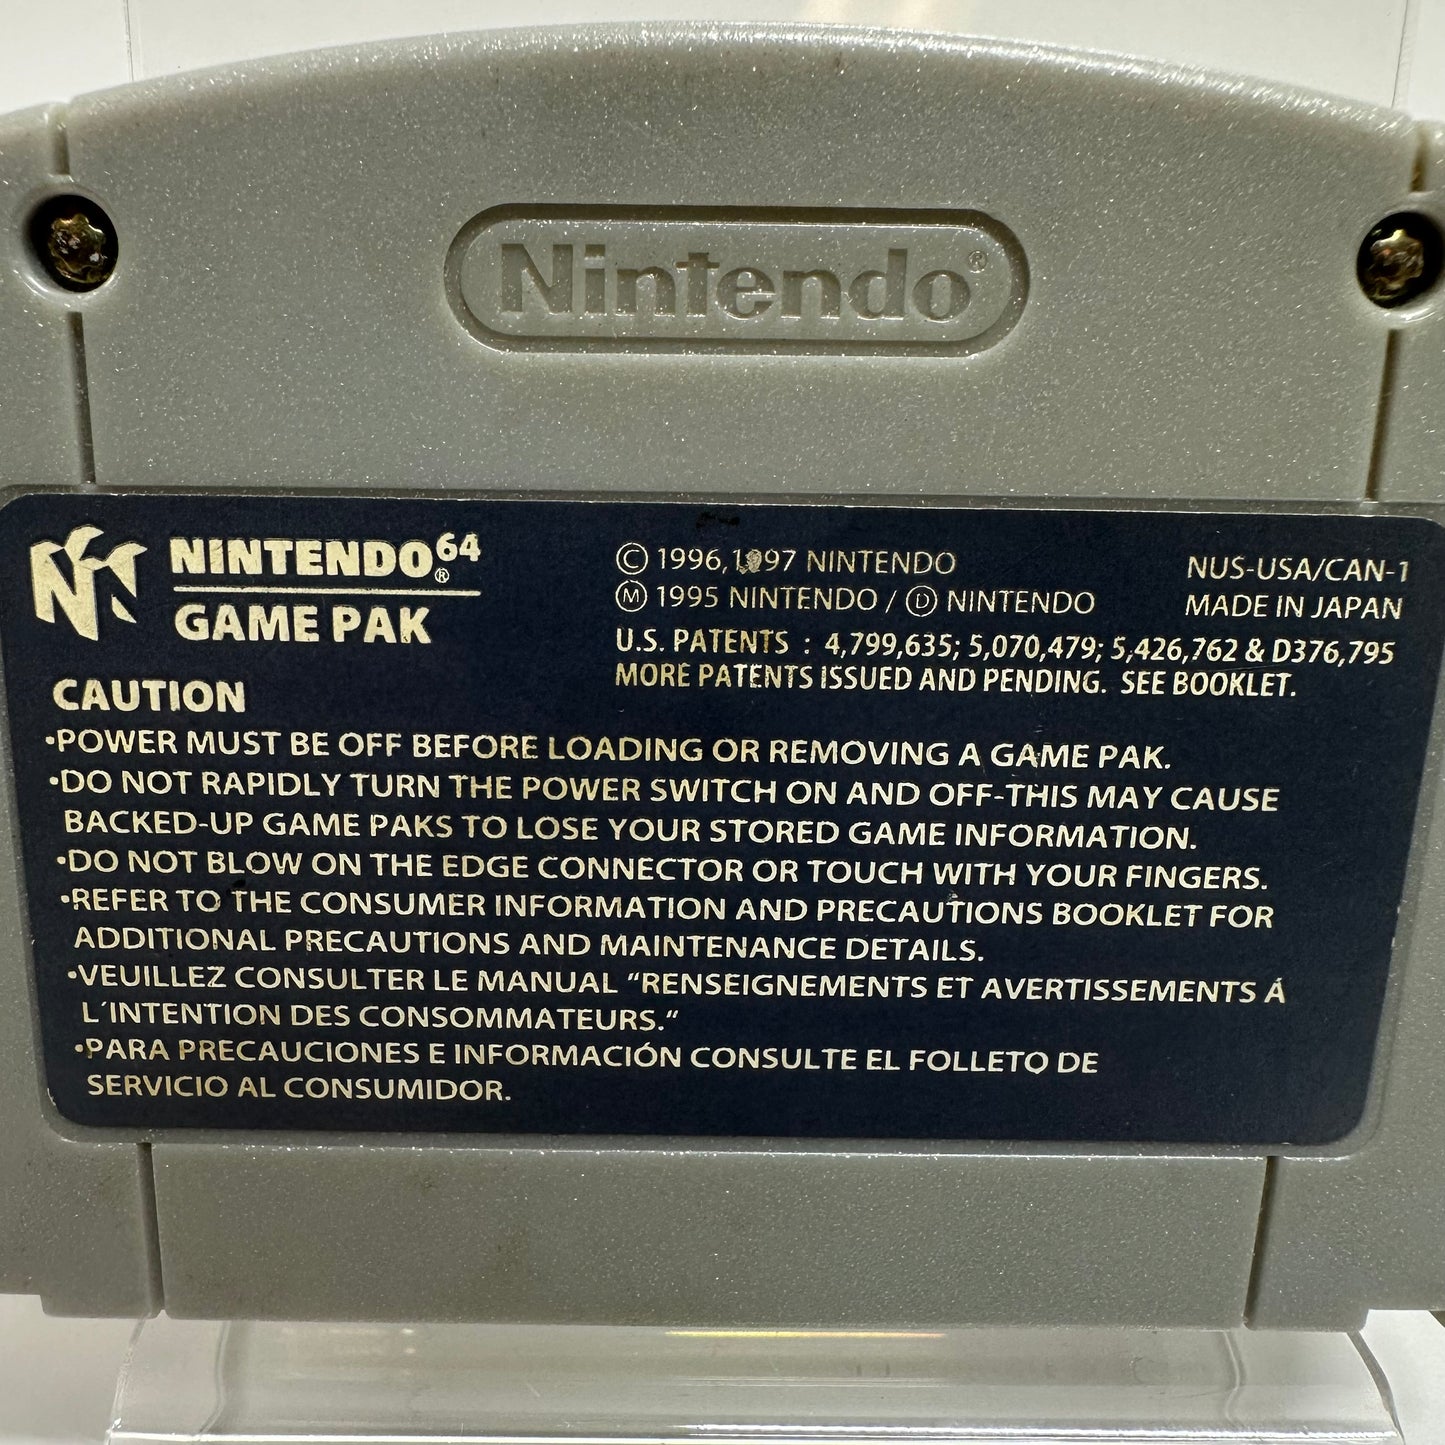 Nintendo®
NINTENDO64®
GAME PAK
© 1996,1997 NINTENDO
Ⓜ 1995 NINTENDO / Ⓓ NINTENDO
NUS-USA/CAN-1
MADE IN JAPAN
U.S. PATENTS : 4,799,635; 5,070,479; 5,426,762 & D376,795
MORE PATENTS ISSUED AND PENDING. SEE BOOKLET.
CAUTION
•POWER MUST BE OFF BEFORE LOADING OR REMOVING A GAME PAK.
•DO NOT RAPIDLY TURN THE POWER SWITCH ON AND OFF-THIS MAY CAUSE
BACKED-UP GAME PAKS TO LOSE YOUR STORED GAME INFORMATION.
•DO NOT BLOW ON THE EDGE CONNECTOR OR TOUCH WITH YOUR FINGERS.
•REFER TO THE CONSUMER INFORMATION AND PRECAUTIONS BOOKLET FOR
ADDITIONAL PRECAUTIONS AND MAINTENANCE DETAILS.
•VEUILLEZ CONSULTER LE MANUAL "RENSEIGNEMENTS ET AVERTISSEMENTS Á
L´INTENTION DES CONSOMMATEURS."
•PARA PRECAUCIONES E INFORMACIÓN CONSULTE EL FOLLETO DE
SERVICIO AL CONSUMIDOR.